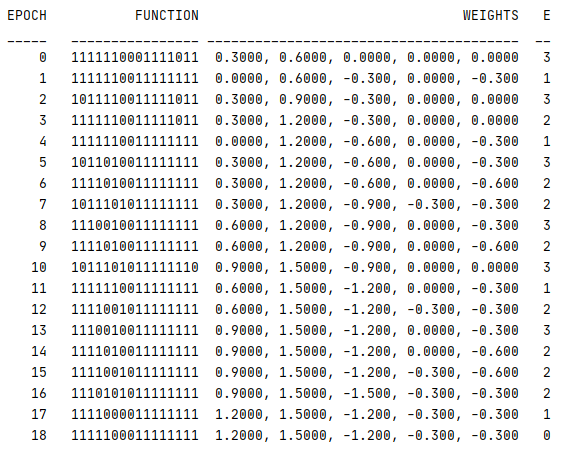 EPOCH FUNCTION WEIGHTS E
_____ ________________ _______________________________________ __
0 1111110001111011 0.3000, 0.6000, 0.0000, 0.0000, 0.0000 3
1 1111110011111011 0.0000, 0.6000, -0.300, 0.0000, -0.300 1
2 1011110011111011 0.3000, 0.9000, -0.300, 0.0000, 0.0000 3
3 1111110011111011 0.3000, 1.2000, -0.300, 0.0000, 0.0000 2
4 1111110011111111 0.0000, 1.2000, -0.600, 0.0000, -0.300 1
5 1011010011111111 0.3000, 1.2000, -0.600, 0.0000, -0.300 3
6 1111010011111111 0.3000, 1.2000, -0.600, 0.0000, -0.600 2
7 1011101011111111 0.3000, 1.2000, -0.900, -0.300, -0.300 2
8 1110010011111111 0.6000, 1.2000, -0.900, 0.0000, -0.300 3
9 1111010011111111 0.6000, 1.2000, -0.900, 0.0000, -0.600 2
10 1011101011111110 0.9000, 1.5000, -0.900, 0.0000, 0.0000 3
11 1111110011111111 0.6000, 1.5000, -1.200, 0.0000, -0.300 1
12 1111001011111111 0.6000, 1.5000, -1.200, -0.300, -0.300 2
13 1110010011111111 0.9000, 1.5000, -1.200, 0.0000, -0.300 3
14 1111010011111111 0.9000, 1.5000, -1.200, 0.0000, -0.600 2
15 1111001011111111 0.9000, 1.5000, -1.200, -0.300, -0.600 2
16 1110101011111111 0.9000, 1.5000, -1.500, -0.300, -0.300 2
17 1111000011111111 1.2000, 1.5000, -1.200, -0.300, -0.300 1
18 1111100011111111 1.2000, 1.5000, -1.200, -0.300, -0.300 0